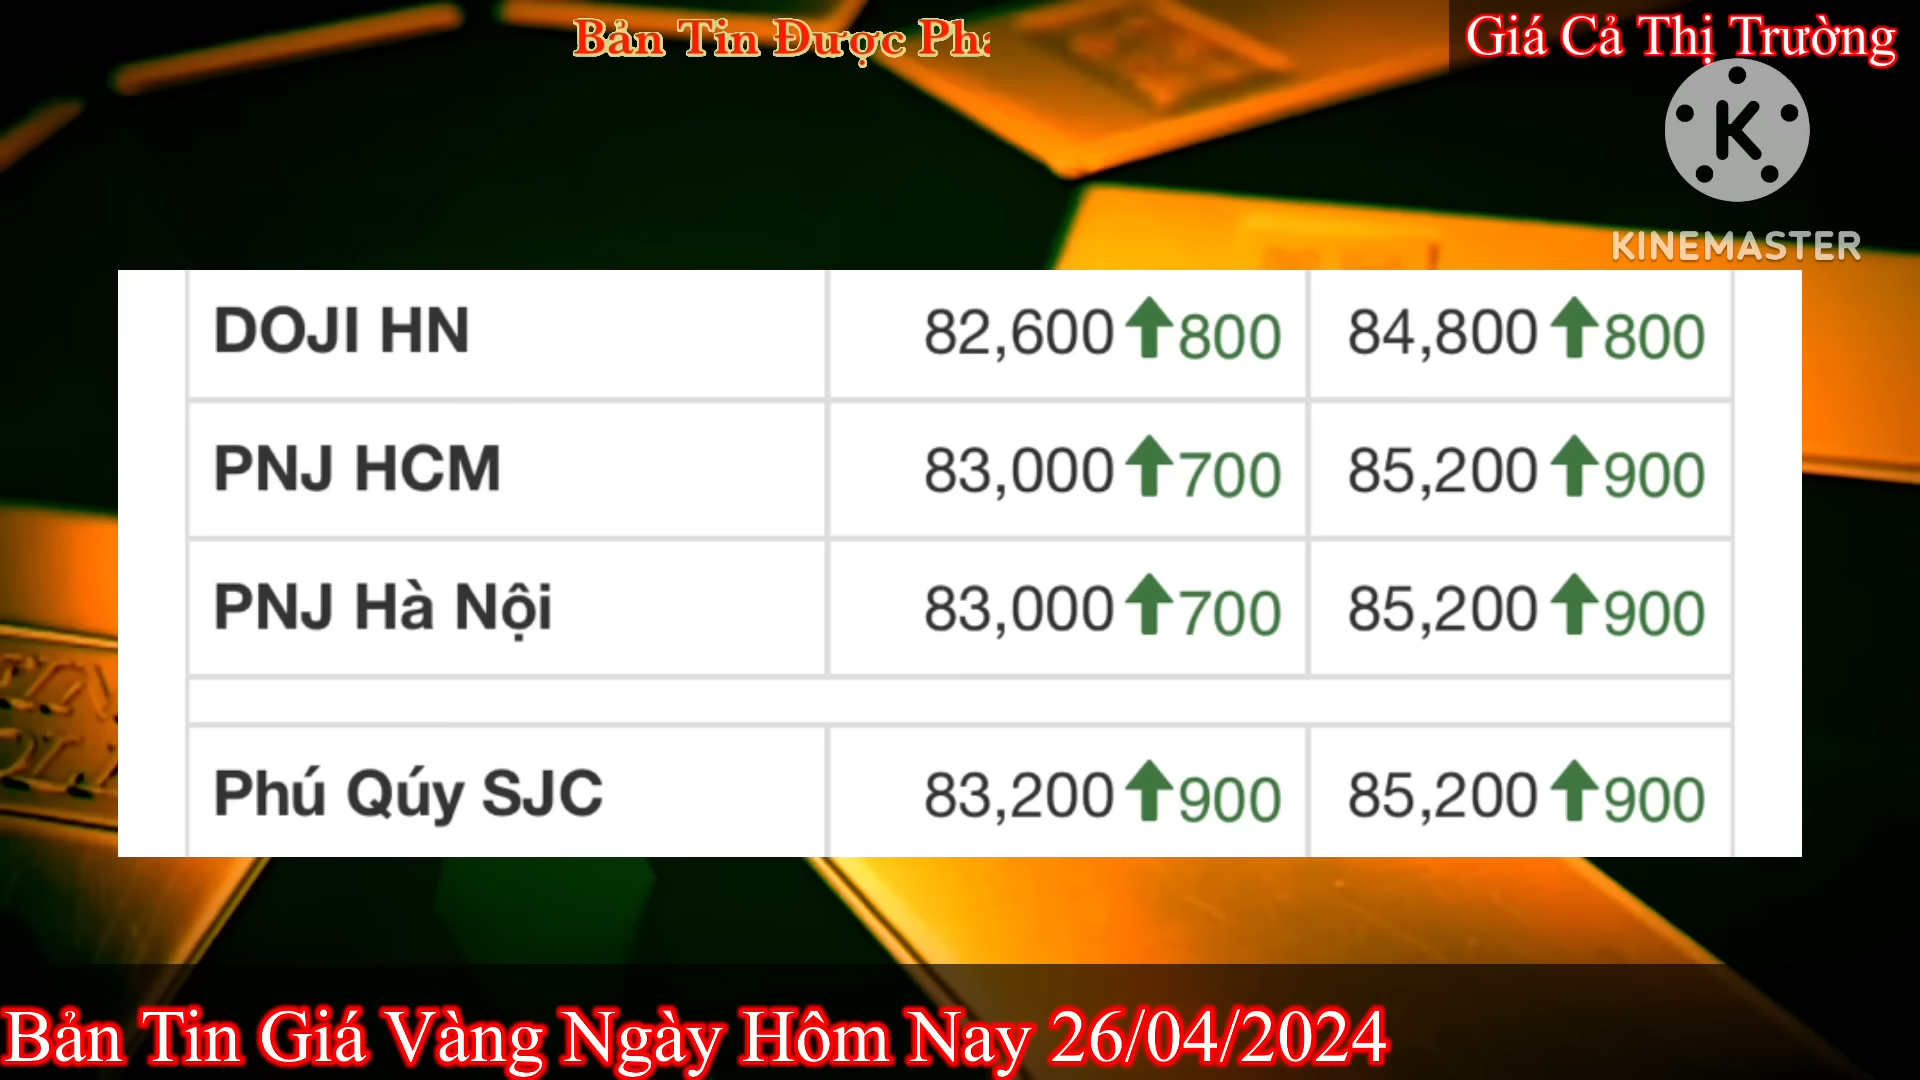 Bản Tin Được Phá
Giá Cả Thị Trường
K
KINEMASTER
DOJI HN 82,600 800 84,800 800
PNJ HCM 83,000 700 85,200 900
PNJ Hà Nội 83,000 700 85,200 900
Phú Qúy SJC 83,200 900 85,200 900
Bản Tin Giá Vàng Ngày Hôm Nay 26/04/2024